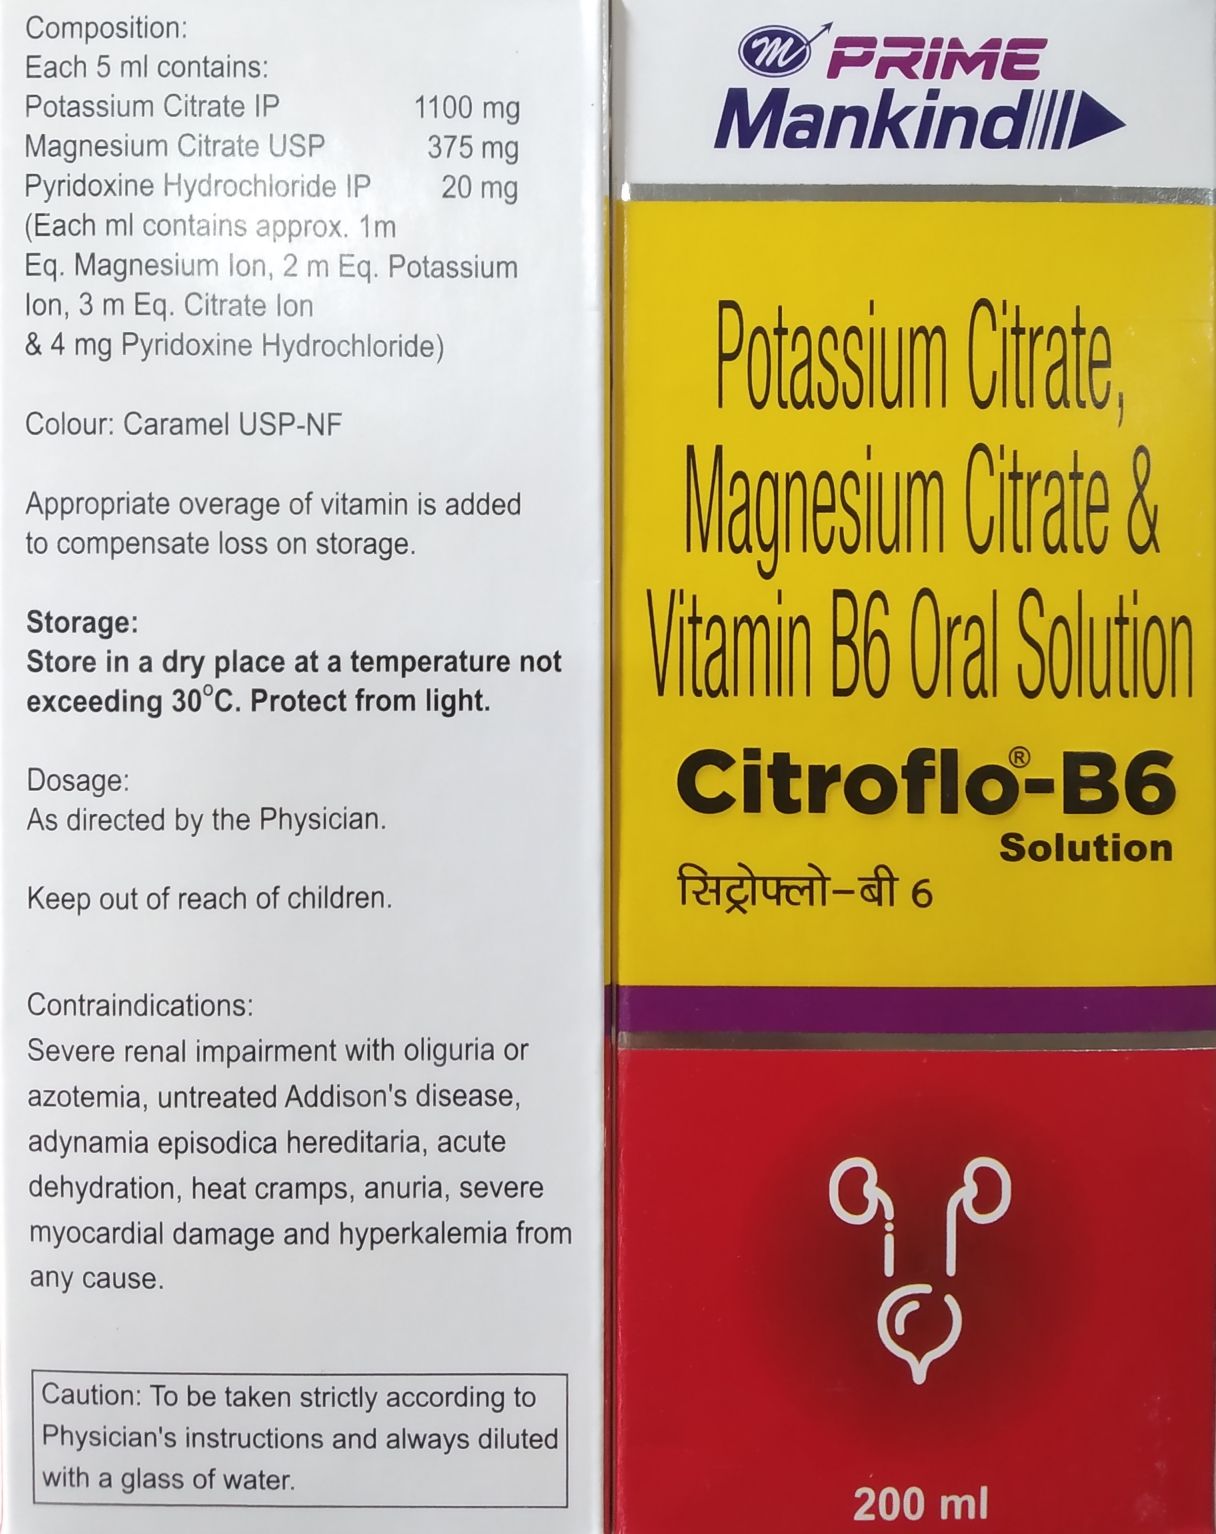 Composition:
Each 5 ml contains:
Potassium Citrate IP 1100 mg
Magnesium Citrate USP 375 mg
Pyridoxine Hydrochloride IP 20 mg
(Each ml contains approx. 1m
Eq. Magnesium Ion, 2 m Eq. Potassium
Ion, 3 m Eq. Citrate Ion
& 4 mg Pyridoxine Hydrochloride)
Colour: Caramel USP-NF
Appropriate overage of vitamin is added
to compensate loss on storage.
Storage:
Store in a dry place at a temperature not
exceeding 30°C. Protect from light.
Dosage:
As directed by the Physician.
Keep out of reach of children.
Contraindications:
Severe renal impairment with oliguria or
azotemia, untreated Addison's disease,
adynamia episodica hereditaria, acute
dehydration, heat cramps, anuria, severe
myocardial damage and hyperkalemia from
any cause.
Caution: To be taken strictly according to
Physician's instructions and always diluted
with a glass of water.
m PRIME
Mankind
Potassium Citrate,
Magnesium Citrate &
Vitamin B6 Oral Solution
Citroflo®-B6
Solution
सिट्रोफ्लो-बी 6
200 ml